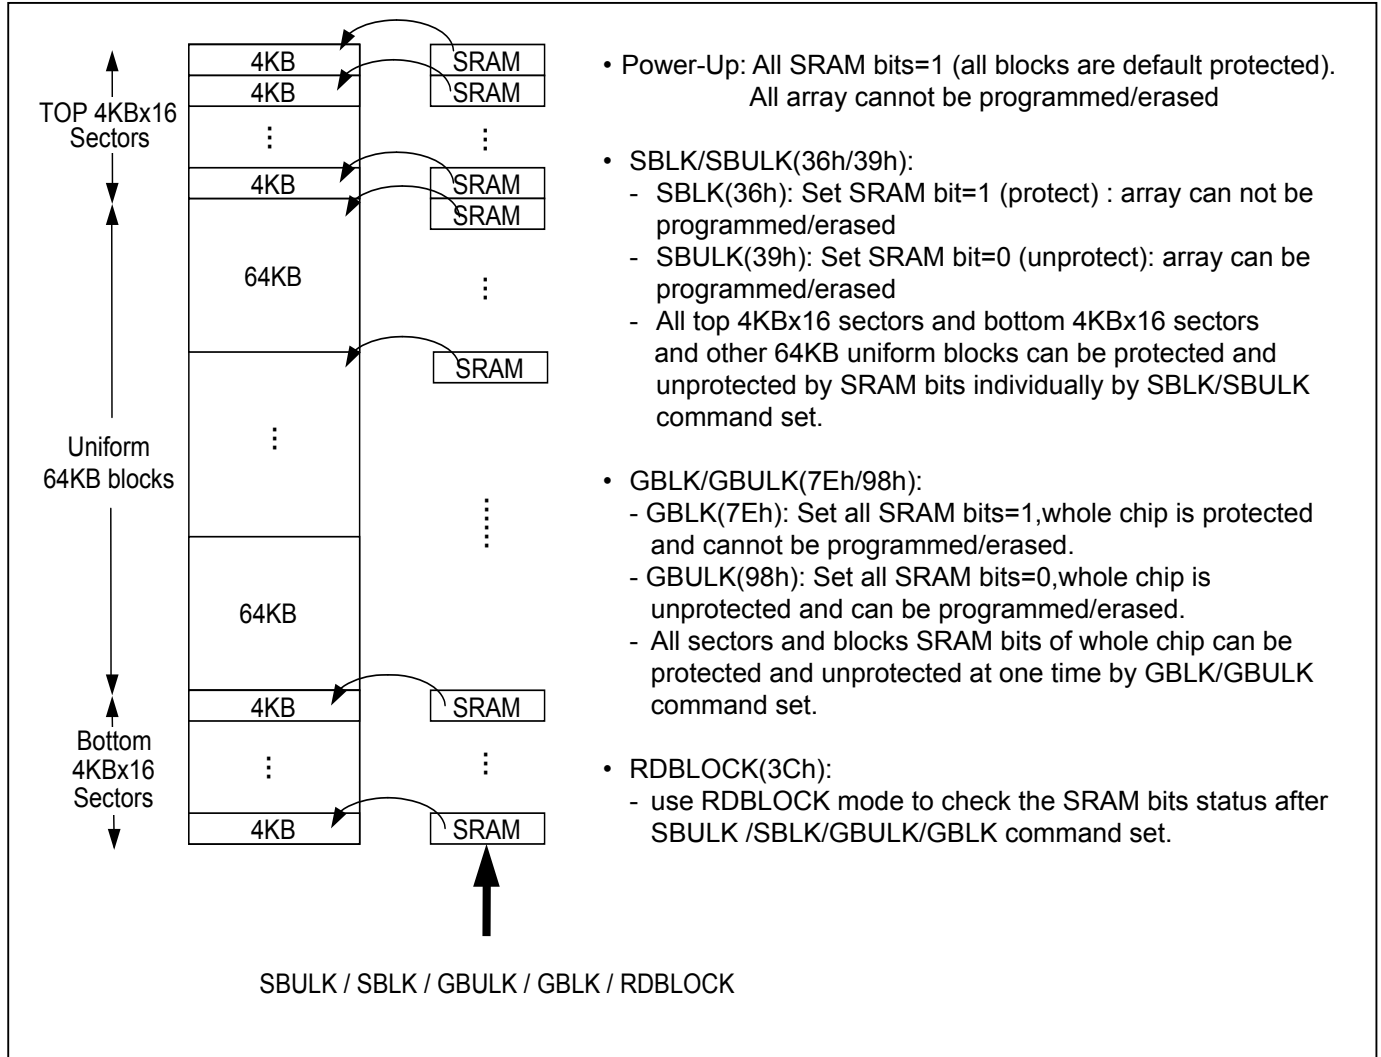 4KB
4KB
⋮
4KB
64KB
⋮
64KB
4KB
⋮
4KB
SRAM
SRAM
⋮
SRAM
SRAM
⋮
SRAM
SRAM
⋮
SRAM
TOP 4KBx16
Sectors
Uniform
64KB blocks
Bottom
4KBx16
Sectors
SBULK / SBLK / GBULK / GBLK / RDBLOCK
• Power-Up: All SRAM bits=1 (all blocks are default protected).
All array cannot be programmed/erased
• SBLK/SBULK(36h/39h):
- SBLK(36h): Set SRAM bit=1 (protect) : array can not be
programmed/erased
- SBULK(39h): Set SRAM bit=0 (unprotect): array can be
programmed/erased
- All top 4KBx16 sectors and bottom 4KBx16 sectors
and other 64KB uniform blocks can be protected and
unprotected by SRAM bits individually by SBLK/SBULK
command set.
• GBLK/GBULK(7Eh/98h):
- GBLK(7Eh): Set all SRAM bits=1,whole chip is protected
and cannot be programmed/erased.
- GBULK(98h): Set all SRAM bits=0,whole chip is
unprotected and can be programmed/erased.
- All sectors and blocks SRAM bits of whole chip can be
protected and unprotected at one time by GBLK/GBULK
command set.
• RDBLOCK(3Ch):
- use RDBLOCK mode to check the SRAM bits status after
SBULK /SBLK/GBULK/GBLK command set.